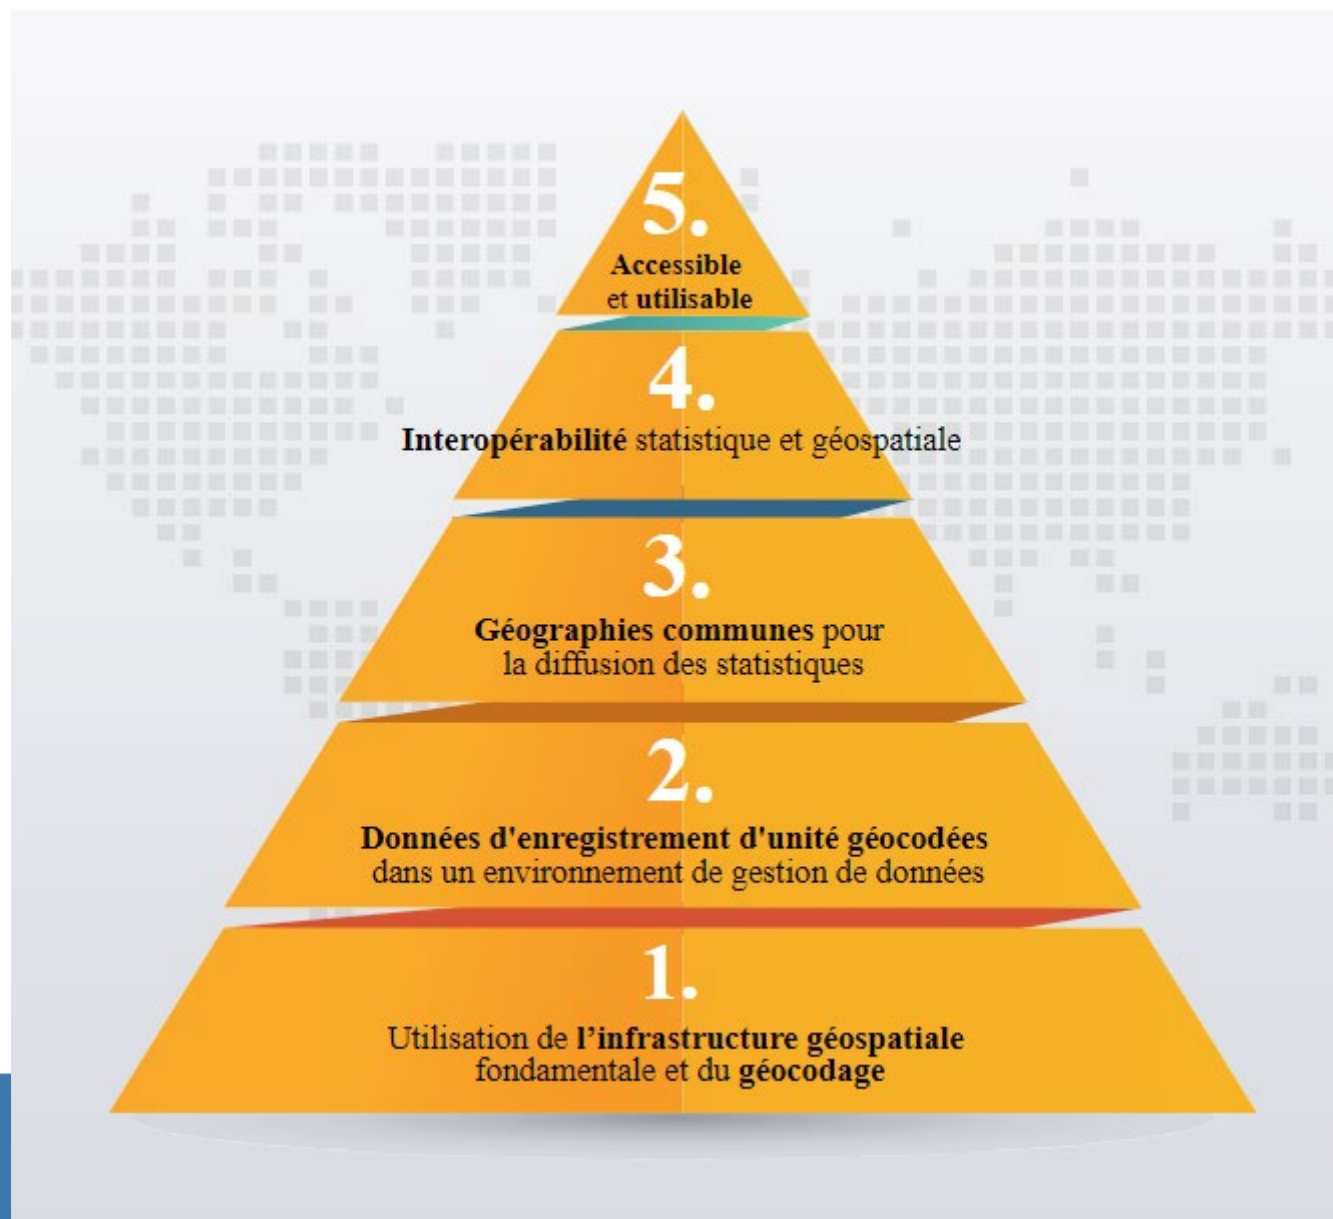 5.
Accessible
et utilisable
4.
Interopérabilité statistique et géospatiale
3.
Géographies communes pour
la diffusion des statistiques
2.
Données d'enregistrement d'unité géocodées
dans un environnement de gestion de données
1.
Utilisation de l’infrastructure géospatiale
fondamentale et du géocodage